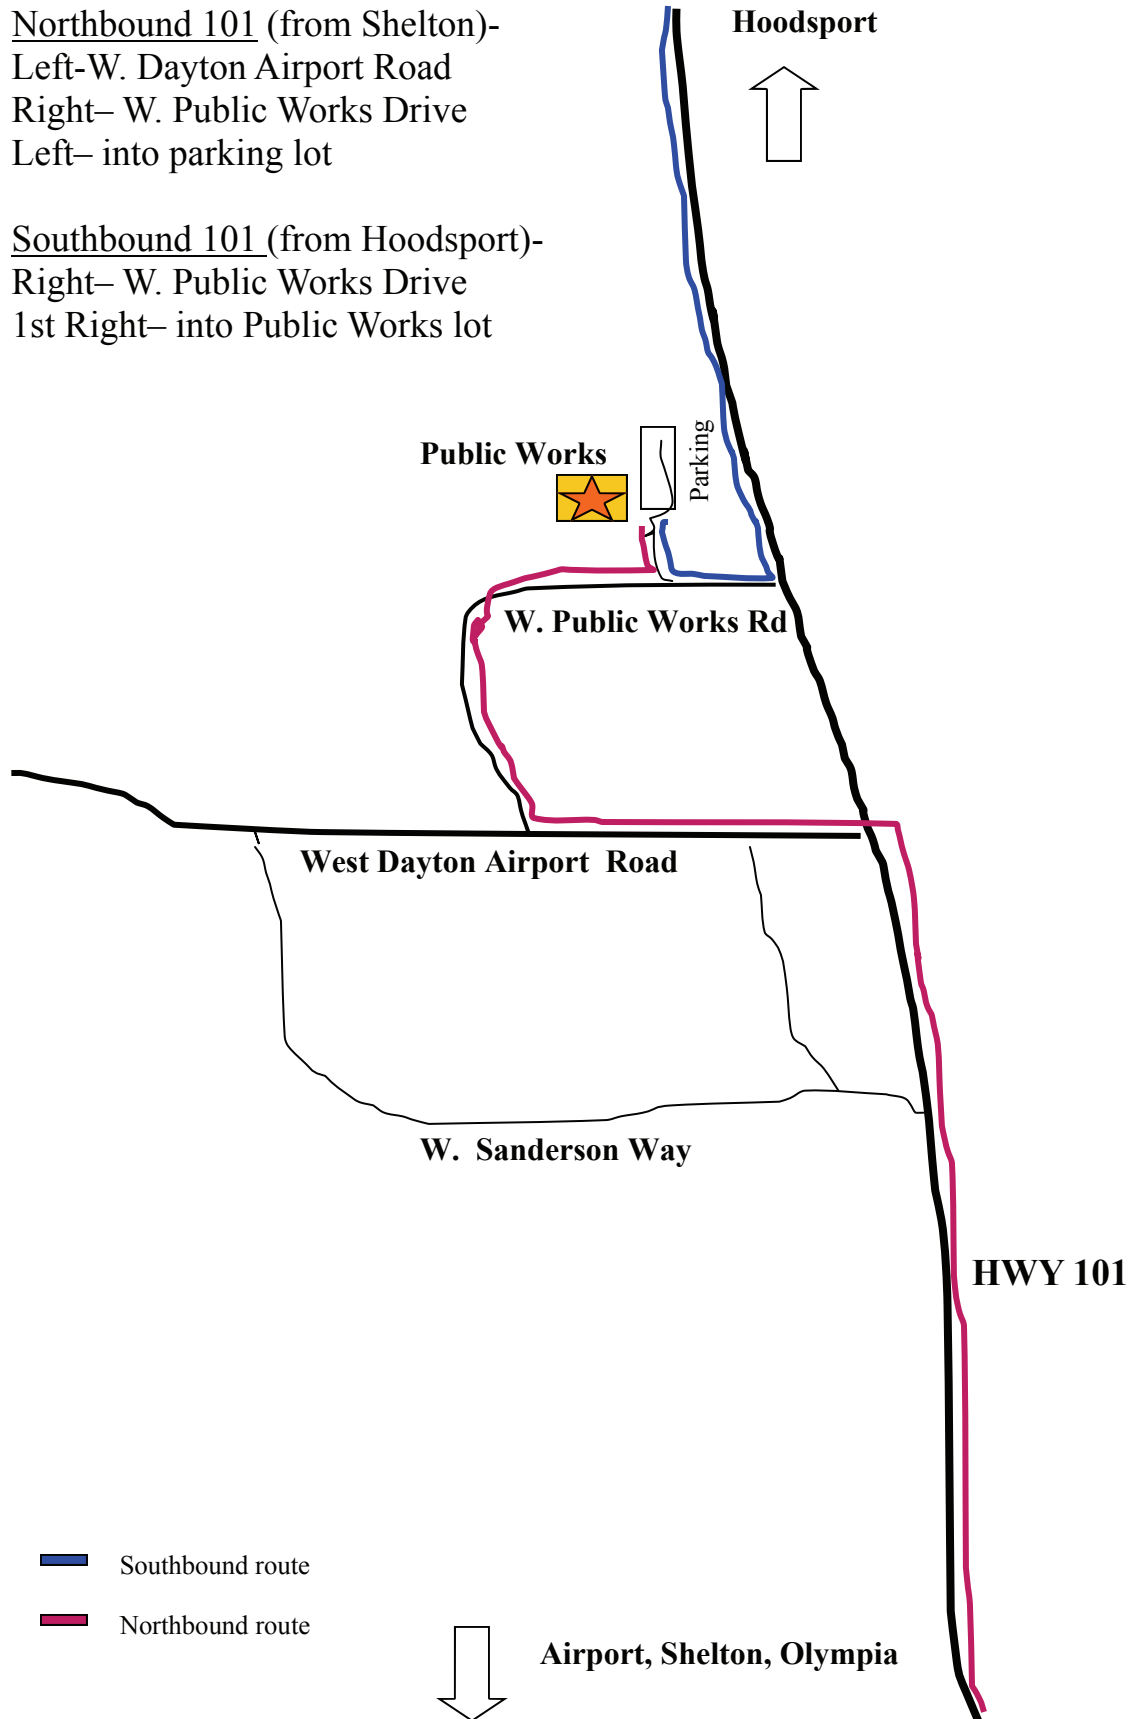 Northbound 101 (from Shelton)-
Left-W. Dayton Airport Road
Right– W. Public Works Drive
Left– into parking lot
Southbound 101 (from Hoodsport)-
Right– W. Public Works Drive
1st Right– into Public Works lot
Hoodsport
Public Works
Parking
W. Public Works Rd
West Dayton Airport Road
W. Sanderson Way
HWY 101
Southbound route
Northbound route
Airport, Shelton, Olympia